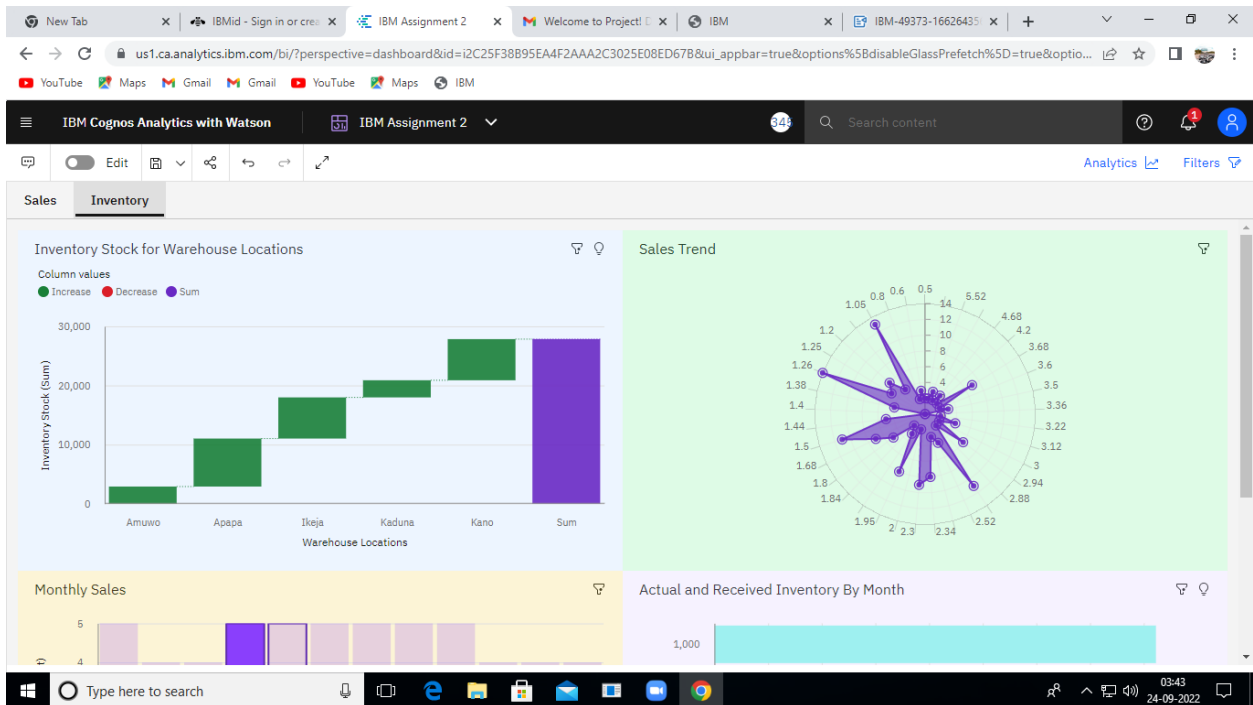 New Tab
IBMid - Sign in or crea
IBM Assignment 2
Welcome to Project!
IBM
IBM-49373-16626435
us1.ca.analytics.ibm.com/bi/?perspective=dashboard&id=i2C25F38B95EA4F2AAA2C3025E08ED67B&ui_appbar=true&options%5BdisableGlassPrefetch%5D=true&optio...
YouTube Maps Gmail Gmail YouTube Maps IBM
IBM Cognos Analytics with Watson
IBM Assignment 2
Search content
1
Edit
Analytics
Filters
Sales Inventory
Inventory Stock for Warehouse Locations
Column values
Increase Decrease Sum
30,000
20,000
10,000
0
Inventory Stock (Sum)
Amuwo Apapa Ikeja Kaduna Kano Sum
Warehouse Locations
Sales Trend
0.5
5.52
4.68
4.2
3.68
3.6
3.5
3.36
3.22
3.12
3
2.94
2.88
2.52
2.34
2.3
2
1.95
1.84
1.8
1.68
1.5
1.44
1.4
1.38
1.26
1.25
1.2
1.05
0.8
0.6
14
12
10
8
6
4
Monthly Sales
5
4
Actual and Received Inventory By Month
1,000
Type here to search
03:43
24-09-2022